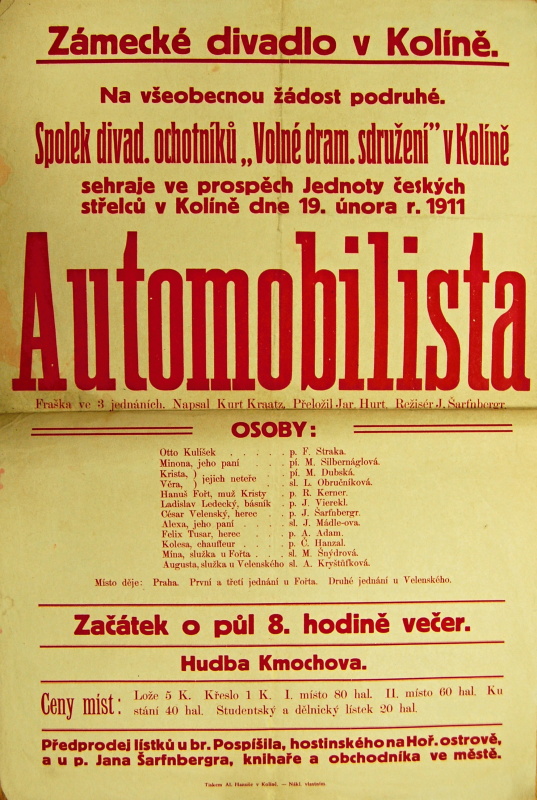 Zámecké divadlo v Kolíně.
Na všeobecnou žádost podruhé.
Spolek divad. ochotníků „Volné dram. sdružení” v Kolíně
sehraje ve prospěch Jednoty českých
střelců v Kolíně dne 19. února r. 1911
Automobilista
Fraška ve 3 jednáních. Napsal Kurt Kraatz. Přeložil Jar. Hurt. Režisér J. Šarfnbergr.
OSOBY:
Otto Kulíšek . . . . . p. F. Straka.
Minona, jeho paní . . . pí. M. Silbernáglová.
Krista, } jejich neteře . . pí. M. Dubská.
Věra, } sl. L. Obručníková.
Hanuš Fořt, muž Kristy . p. R. Kerner.
Ladislav Ledecký, básník . p. J. Vierekl.
César Velenský, herec . . p. J. Šarfnbergr.
Alexa, jeho paní . . . . sl. J. Mádle-ova.
Felix Tusar, herec . . . p. A. Adam.
Kolesa, chauffeur . . . . p. Č. Hanzal.
Mína, služka u Fořta . . sl. M. Šnýdrová.
Augusta, služka u Velenského sl. A. Kryštůfková.
Místo děje: Praha. První a třetí jednání u Fořta. Druhé jednání u Velenského.
Začátek o půl 8. hodině večer.
Hudba Kmochova.
Ceny míst: Lože 5 K. Křeslo 1 K. I. místo 80 hal. II. místo 60 hal. Ku
stání 40 hal. Studentský a dělnický lístek 20 hal.
Předprodej lístků u br. Pospíšila, hostinského na Hoř. ostrově,
a u p. Jana Šarfnbergra, knihaře a obchodníka ve městě.
Tiskem Al. v Kolíně. — Nákl. vlastním.